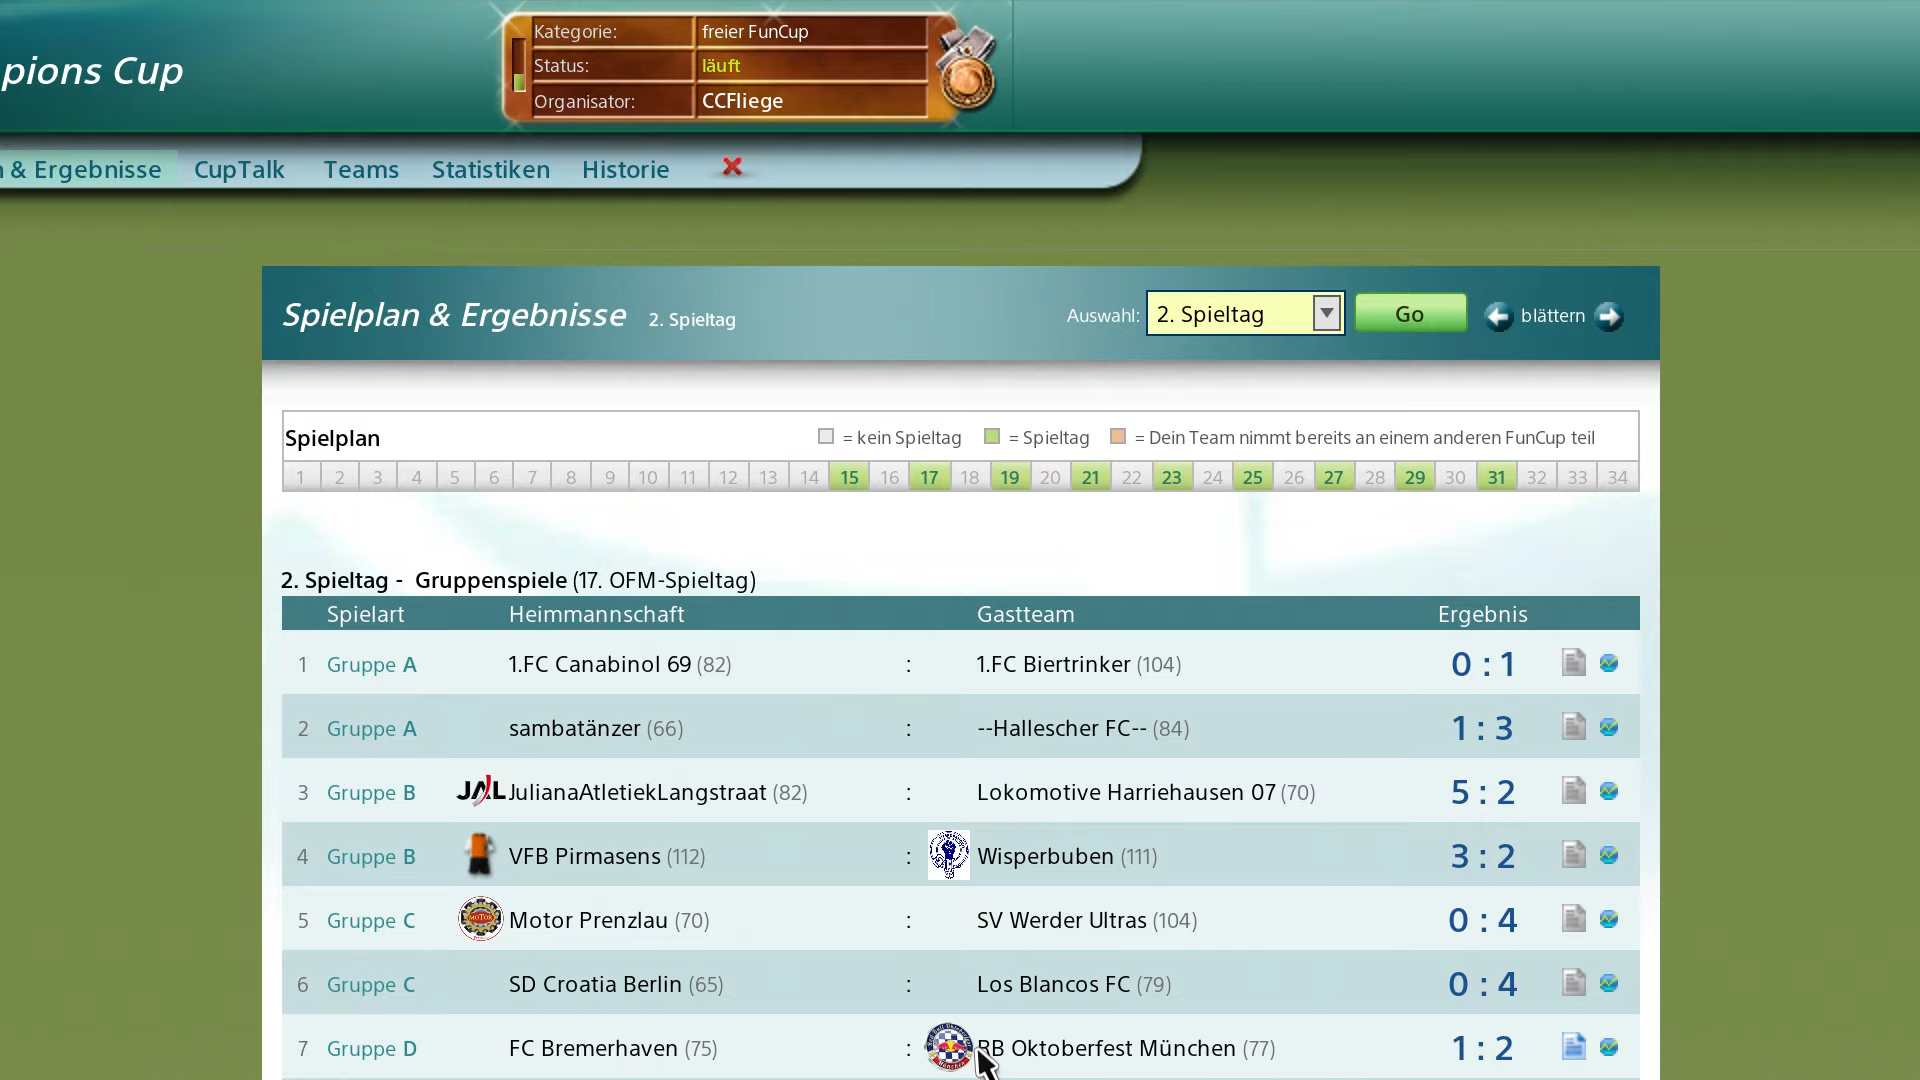 pions Cup
Kategorie: freier FunCup
Status: läuft
Organisator: CCFliege
& Ergebnisse CupTalk Teams Statistiken Historie
Spielplan & Ergebnisse 2. Spieltag Auswahl: 2. Spieltag Go blättern
Spielplan = kein Spieltag = Spieltag = Dein Team nimmt bereits an einem anderen FunCup teil
1 2 3 4 5 6 7 8 9 10 11 12 13 14 15 16 17 18 19 20 21 22 23 24 25 26 27 28 29 30 31 32 33 34
2. Spieltag - Gruppenspiele (17. OFM-Spieltag)
Spielart Heimmannschaft Gastteam Ergebnis
1 Gruppe A 1.FC Canabinol 69 (82) : 1.FC Biertrinker (104) 0 : 1
2 Gruppe A sambatänzer (66) : --Hallescher FC-- (84) 1 : 3
3 Gruppe B JAL JulianaAtletiekLangstraat (82) : Lokomotive Harriehausen 07 (70) 5 : 2
4 Gruppe B VFB Pirmasens (112) : Wisperbuben (111) 3 : 2
5 Gruppe C MOTOR Motor Prenzlau (70) : SV Werder Ultras (104) 0 : 4
6 Gruppe C SD Croatia Berlin (65) : Los Blancos FC (79) 0 : 4
7 Gruppe D FC Bremerhaven (75) : RB Oktoberfest München (77) 1 : 2